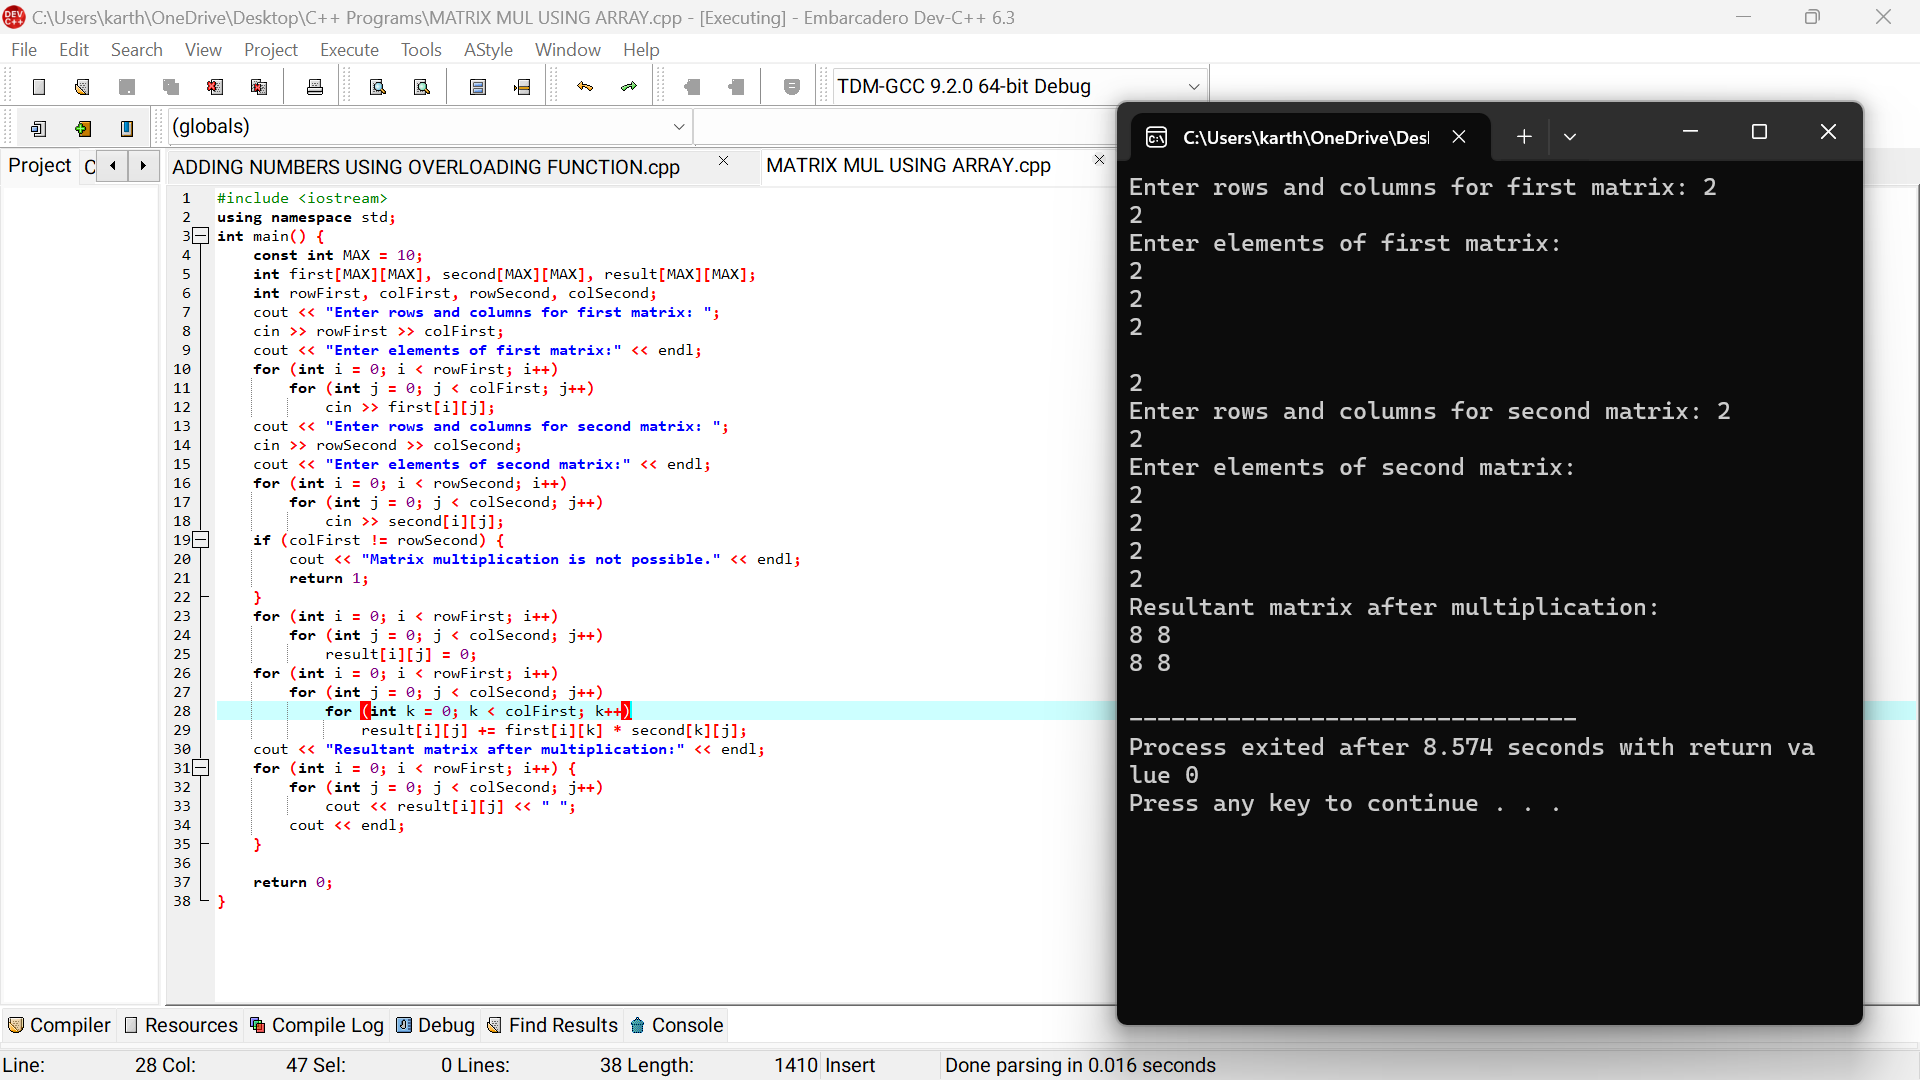 C:\Users\karth\OneDrive\Desktop\C++ Programs\MATRIX MUL USING ARRAY.cpp - [Executing] - Embarcadero Dev-C++ 6.3
File Edit Search View Project Execute Tools AStyle Window Help
TDM-GCC 9.2.0 64-bit Debug
(globals)
Project C
ADDING NUMBERS USING OVERLOADING FUNCTION.cpp
MATRIX MUL USING ARRAY.cpp
1 #include <iostream>
2 using namespace std;
3 int main() {
4 const int MAX = 10;
5 int first[MAX][MAX], second[MAX][MAX], result[MAX][MAX];
6 int rowFirst, colFirst, rowSecond, colSecond;
7 cout << "Enter rows and columns for first matrix: ";
8 cin >> rowFirst >> colFirst;
9 cout << "Enter elements of first matrix:" << endl;
10 for (int i = 0; i < rowFirst; i++)
11 for (int j = 0; j < colFirst; j++)
12 cin >> first[i][j];
13 cout << "Enter rows and columns for second matrix: ";
14 cin >> rowSecond >> colSecond;
15 cout << "Enter elements of second matrix:" << endl;
16 for (int i = 0; i < rowSecond; i++)
17 for (int j = 0; j < colSecond; j++)
18 cin >> second[i][j];
19 if (colFirst != rowSecond) {
20 cout << "Matrix multiplication is not possible." << endl;
21 return 1;
22 }
23 for (int i = 0; i < rowFirst; i++)
24 for (int j = 0; j < colSecond; j++)
25 result[i][j] = 0;
26 for (int i = 0; i < rowFirst; i++)
27 for (int j = 0; j < colSecond; j++)
28 for (int k = 0; k < colFirst; k++)
29 result[i][j] += first[i][k] * second[k][j];
30 cout << "Resultant matrix after multiplication:" << endl;
31 for (int i = 0; i < rowFirst; i++) {
32 for (int j = 0; j < colSecond; j++)
33 cout << result[i][j] << " ";
34 cout << endl;
35 }
36
37 return 0;
38 }
C:\Users\karth\OneDrive\Des
Enter rows and columns for first matrix: 2
2
Enter elements of first matrix:
2
2
2

2
Enter rows and columns for second matrix: 2
2
Enter elements of second matrix:
2
2
2
2
Resultant matrix after multiplication:
8 8
8 8

--------------------------------
Process exited after 8.574 seconds with return va
lue 0
Press any key to continue . . .
Compiler Resources Compile Log Debug Find Results Console
Line: 28 Col: 47 Sel: 0 Lines: 38 Length: 1410 Insert Done parsing in 0.016 seconds